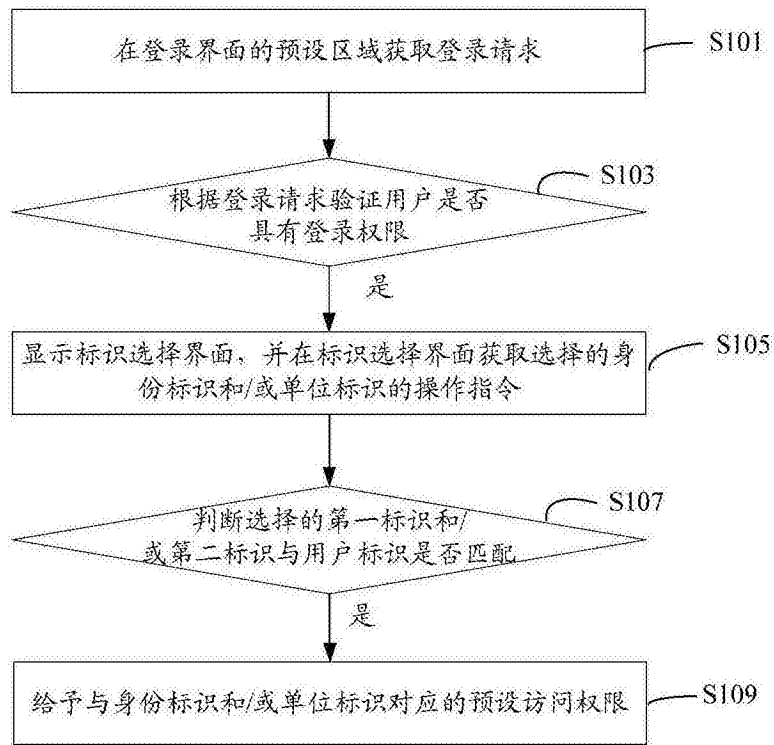 在登录界面的预设区域获取登录请求
S101
根据登录请求验证用户是否
具有登录权限
S103
是
显示标识选择界面，并在标识选择界面获取选择的身
份标识和/或单位标识的操作指令
S105
判断选择的第一标识和/
或第二标识与用户标识是否匹配
S107
是
给予与身份标识和/或单位标识对应的预设访问权限
S109